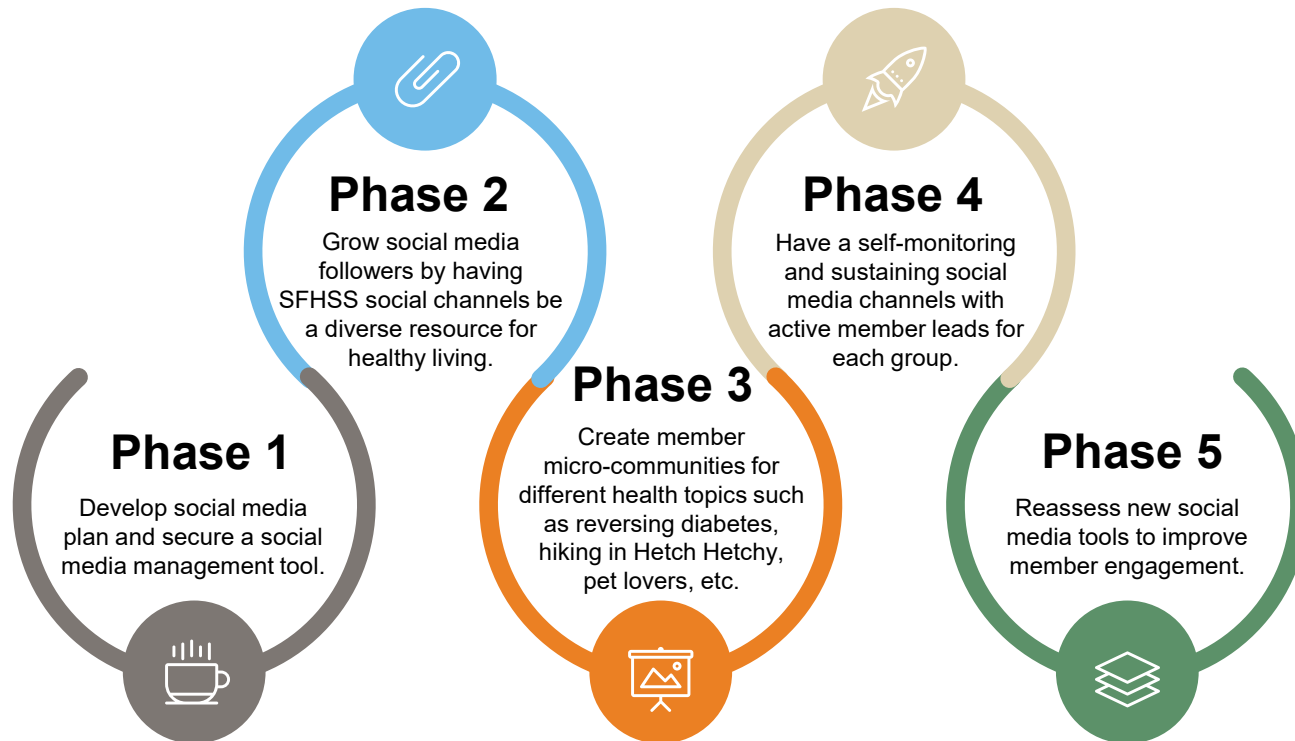 Phase 1
Develop social media
plan and secure a social
media management tool.
Phase 2
Grow social media
followers by having
SFHSS social channels be
a diverse resource for
healthy living.
Phase 3
Create member
micro-communities for
different health topics such
as reversing diabetes,
hiking in Hetch Hetchy,
pet lovers, etc.
Phase 4
Have a self-monitoring
and sustaining social
media channels with
active member leads for
each group.
Phase 5
Reassess new social
media tools to improve
member engagement.